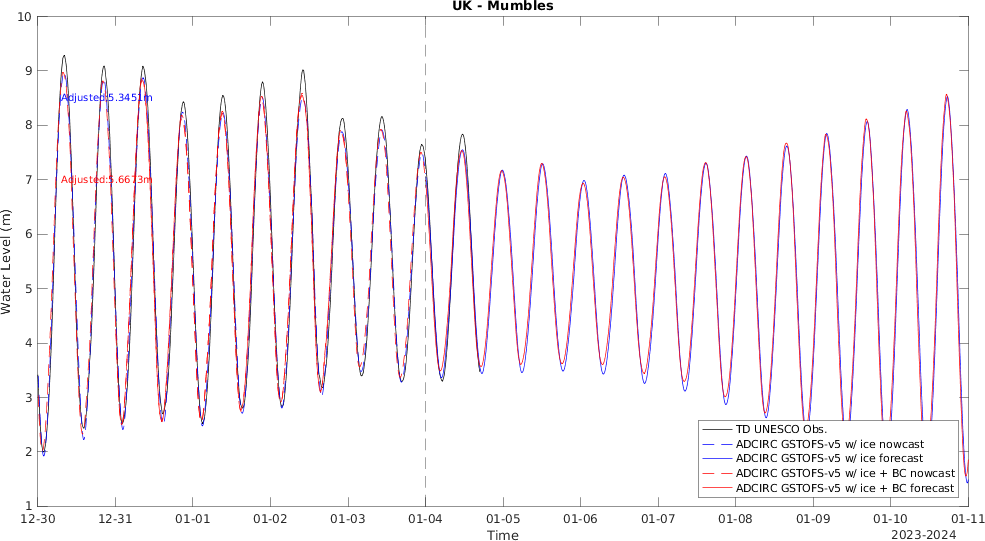 UK - Mumbles
10
9
8
7
6
5
4
3
2
1
Water Level (m)
Adjusted:5.3451m
Adjusted:5.6673m
TD UNESCO Obs.
ADCIRC GSTOFS-v5 w/ ice nowcast
ADCIRC GSTOFS-v5 w/ ice forecast
ADCIRC GSTOFS-v5 w/ ice + BC nowcast
ADCIRC GSTOFS-v5 w/ ice + BC forecast
12-30 12-31 01-01 01-02 01-03 01-04 01-05 01-06 01-07 01-08 01-09 01-10 01-11
Time
2023-2024